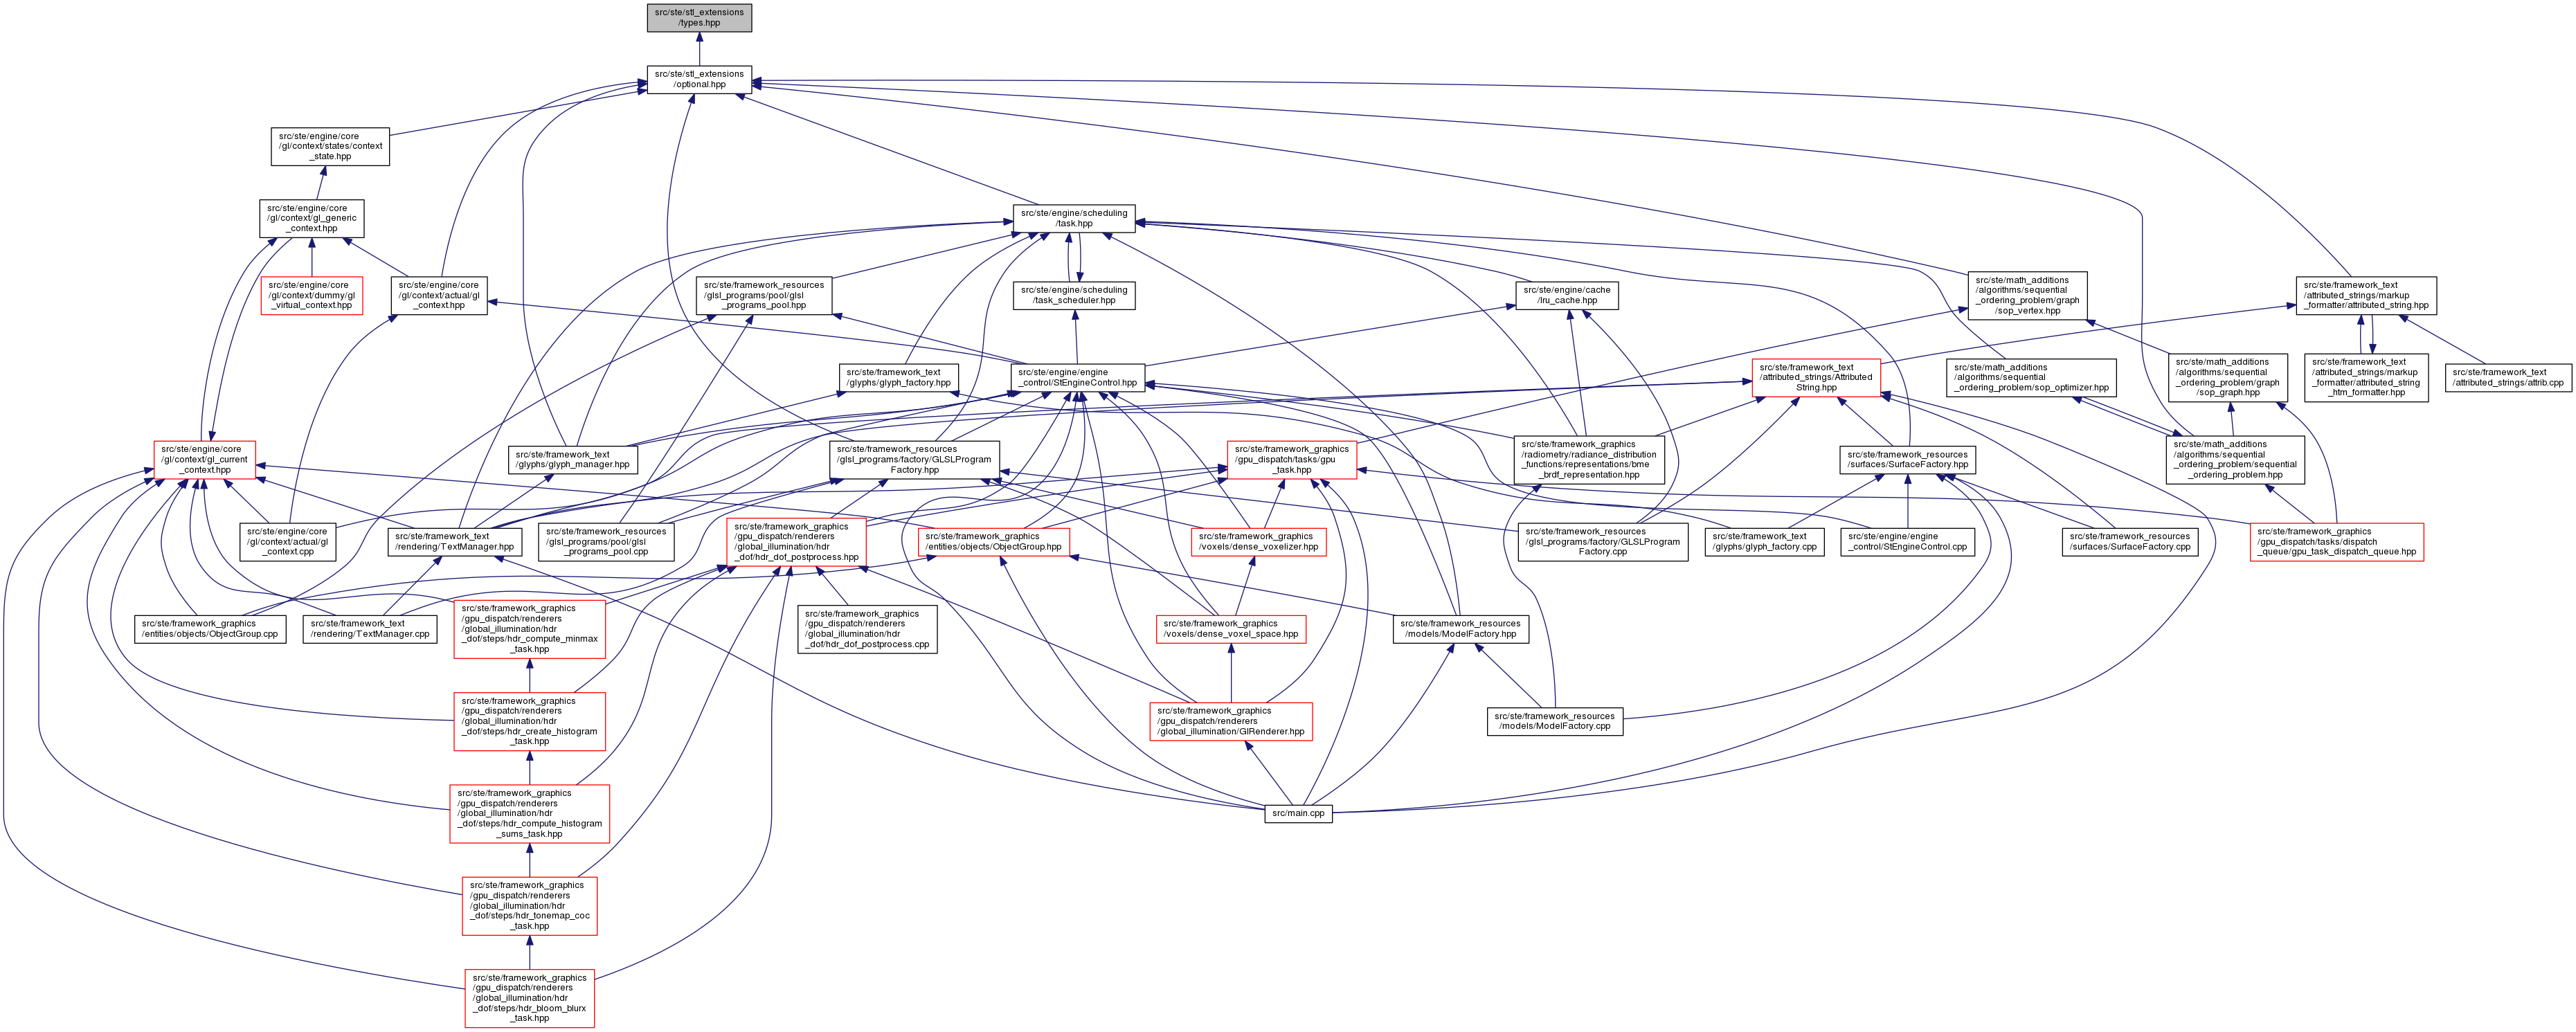 src/ste/stl_extensions
/types.hpp
src/ste/stl_extensions
/optional.hpp
src/ste/engine/core
/gl/context/states/context
_state.hpp
src/ste/engine/core
/gl/context/gl_generic
_context.hpp
src/ste/engine/scheduling
/task.hpp
src/ste/engine/core
/gl/context/dummy/gl
_virtual_context.hpp
src/ste/engine/core
/gl/context/actual/gl
_context.hpp
src/ste/framework_resources
/glsl_programs/pool/glsl
_programs_pool.hpp
src/ste/engine/scheduling
/task_scheduler.hpp
src/ste/engine/cache
/lru_cache.hpp
src/ste/math_additions
/algorithms/sequential
_ordering_problem/graph
/sop_vertex.hpp
src/ste/framework_text
/attributed_strings/markup
_formatter/attributed_string.hpp
src/ste/framework_text
/glyphs/glyph_factory.hpp
src/ste/engine/engine
_control/StEngineControl.hpp
src/ste/framework_text
/attributed_strings/Attributed
String.hpp
src/ste/math_additions
/algorithms/sequential
_ordering_problem/sop_optimizer.hpp
src/ste/math_additions
/algorithms/sequential
_ordering_problem/graph
/sop_graph.hpp
src/ste/framework_text
/attributed_strings/markup
_formatter/attributed_string
_htm_formatter.hpp
src/ste/framework_text
/attributed_strings/attrib.cpp
src/ste/engine/core
/gl/context/gl_current
_context.hpp
src/ste/framework_text
/glyphs/glyph_manager.hpp
src/ste/framework_resources
/glsl_programs/factory/GLSLProgram
Factory.hpp
src/ste/framework_graphics
/gpu_dispatch/tasks/gpu
_task.hpp
src/ste/framework_graphics
/radiometry/radiance_distribution
_functions/representations/bme
_brdf_representation.hpp
src/ste/framework_resources
/surfaces/SurfaceFactory.hpp
src/ste/math_additions
/algorithms/sequential
_ordering_problem/sequential
_ordering_problem.hpp
src/ste/engine/core
/gl/context/actual/gl
_context.cpp
src/ste/framework_text
/rendering/TextManager.hpp
src/ste/framework_resources
/glsl_programs/pool/glsl
_programs_pool.cpp
src/ste/framework_graphics
/gpu_dispatch/renderers
/global_illumination/hdr
_dof/hdr_dof_postprocess.hpp
src/ste/framework_graphics
/entities/objects/ObjectGroup.hpp
src/ste/framework_graphics
/voxels/dense_voxelizer.hpp
src/ste/framework_resources
/glsl_programs/factory/GLSLProgram
Factory.cpp
src/ste/framework_text
/glyphs/glyph_factory.cpp
src/ste/engine/engine
_control/StEngineControl.cpp
src/ste/framework_resources
/surfaces/SurfaceFactory.cpp
src/ste/framework_graphics
/gpu_dispatch/tasks/dispatch
_queue/gpu_task_dispatch_queue.hpp
src/ste/framework_graphics
/entities/objects/ObjectGroup.cpp
src/ste/framework_text
/rendering/TextManager.cpp
src/ste/framework_graphics
/gpu_dispatch/renderers
/global_illumination/hdr
_dof/steps/hdr_compute_minmax
_task.hpp
src/ste/framework_graphics
/gpu_dispatch/renderers
/global_illumination/hdr
_dof/hdr_dof_postprocess.cpp
src/ste/framework_graphics
/voxels/dense_voxel_space.hpp
src/ste/framework_resources
/models/ModelFactory.hpp
src/ste/framework_graphics
/gpu_dispatch/renderers
/global_illumination/hdr
_dof/steps/hdr_create_histogram
_task.hpp
src/ste/framework_graphics
/gpu_dispatch/renderers
/global_illumination/GIRenderer.hpp
src/ste/framework_resources
/models/ModelFactory.cpp
src/ste/framework_graphics
/gpu_dispatch/renderers
/global_illumination/hdr
_dof/steps/hdr_compute_histogram
_sums_task.hpp
src/main.cpp
src/ste/framework_graphics
/gpu_dispatch/renderers
/global_illumination/hdr
_dof/steps/hdr_tonemap_coc
_task.hpp
src/ste/framework_graphics
/gpu_dispatch/renderers
/global_illumination/hdr
_dof/steps/hdr_bloom_blurx
_task.hpp